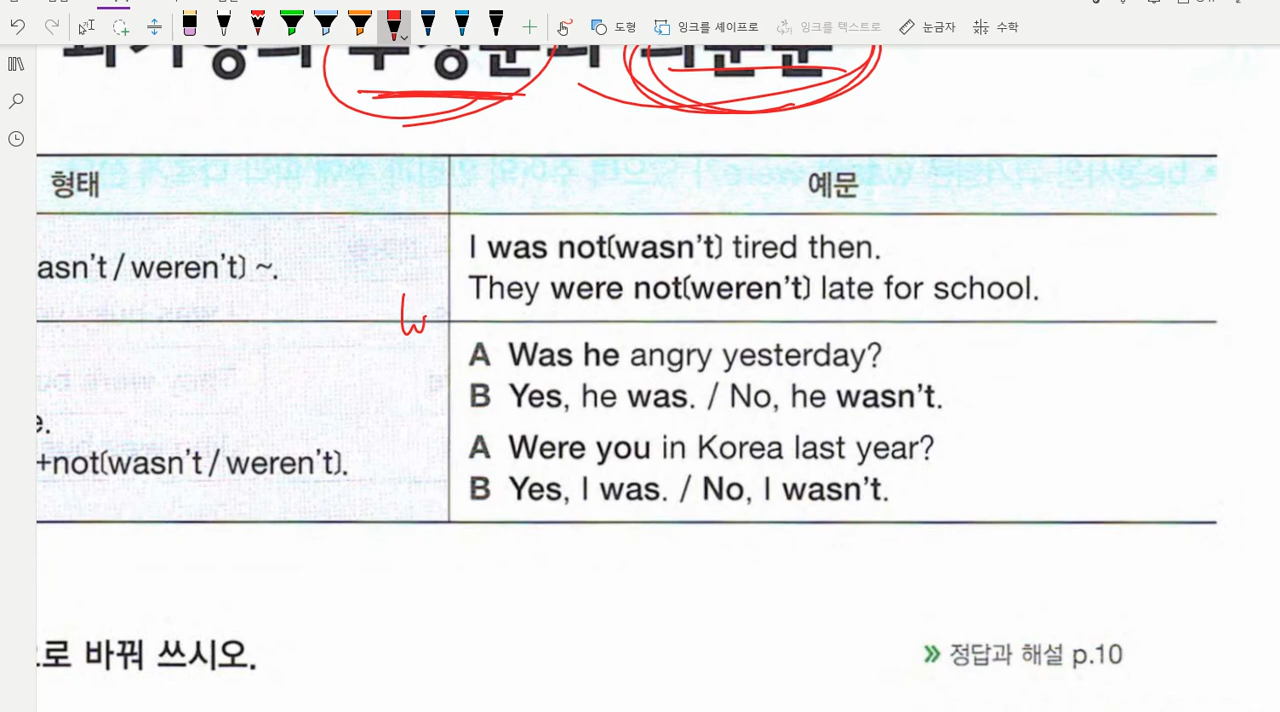 도형
잉크를 셰이프로
잉크를 텍스트로
눈금자
수학
형태
예문
asn't / weren't) ~.
I was not(wasn't) tired then.
They were not(weren't) late for school.
A Was he angry yesterday?
B Yes, he was. / No, he wasn't.
e.
+not(wasn't / weren't).
A Were you in Korea last year?
B Yes, I was. / No, I wasn't.
로 바꿔 쓰시오.
» 정답과 해설 p.10